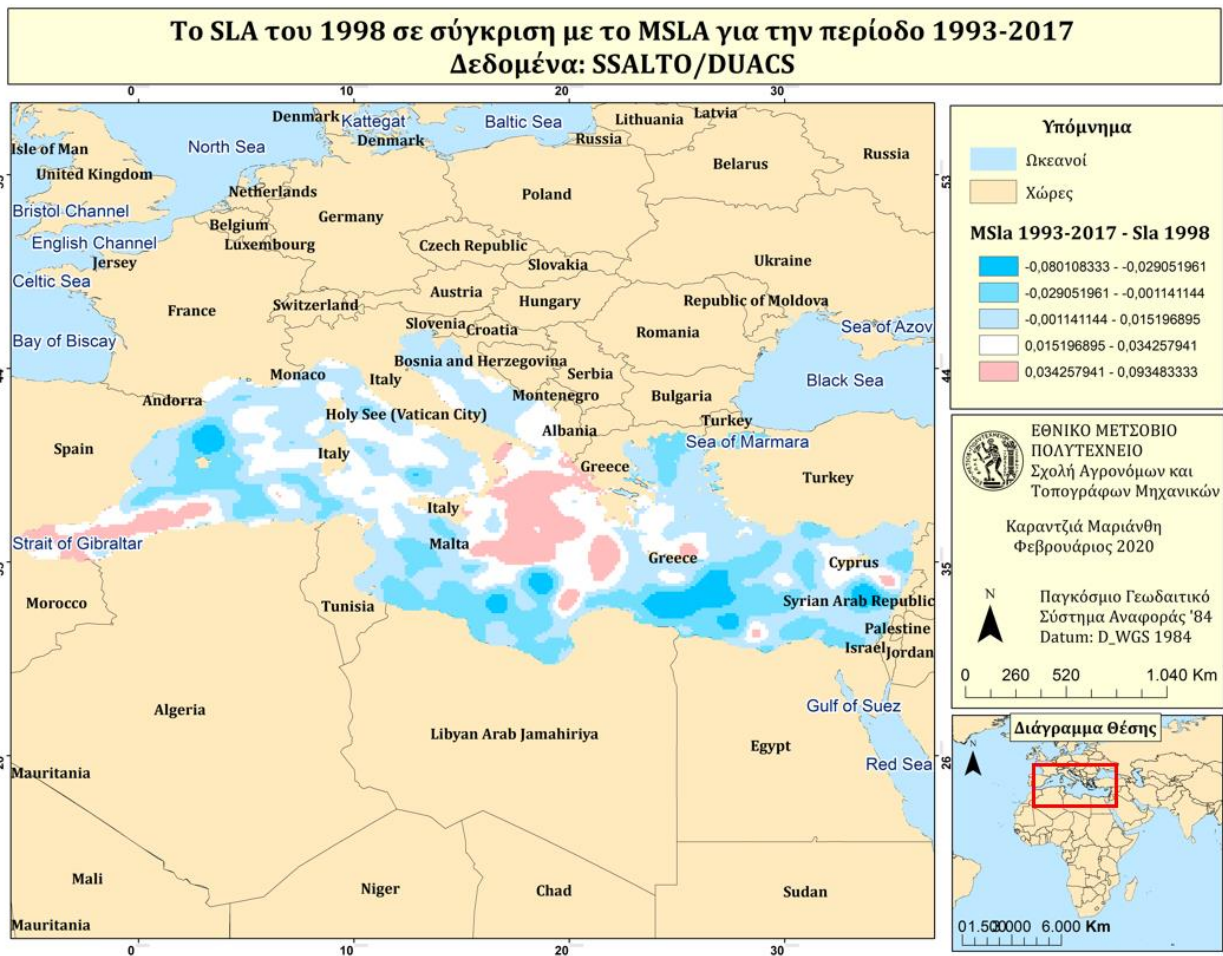 Το SLA του 1998 σε σύγκριση με το MSLA για την περίοδο 1993-2017
Δεδομένα: SSALTO/DUACS
0 10 20 30
Denmark
Kattegat
Denmark
Baltic Sea
Lithuania
Latvia
Russia
Isle of Man
North Sea
Belarus
Russia
United Kingdom
Netherlands
Poland
53
Bristol Channel
Belgium
Germany
English Channel
Luxembourg
Czech Republic
Jersey
Slovakia
Ukraine
Celtic Sea
Austria
Hungary
Republic of Moldova
France
Switzerland
Slovenia
Croatia
Romania
Sea of Azov
Bay of Biscay
Bosnia and Herzegovina
Serbia
Black Sea
44
Monaco
Italy
Montenegro
Bulgaria
Andorra
Holy See (Vatican City)
Albania
Turkey
Spain
Italy
Sea of Marmara
Greece
Turkey
Italy
Strait of Gibraltar
Malta
Greece
Cyprus
35
Morocco
Tunisia
Syrian Arab Republic
Palestine
Israel
Jordan
Algeria
Libyan Arab Jamahiriya
Gulf of Suez
Egypt
Red Sea
26
Mauritania
Mali
Niger
Chad
Sudan
Mauritania
0 10 20 30
Υπόμνημα
Ωκεανοί
Χώρες
MSla 1993-2017 - Sla 1998
-0,080108333 - -0,029051961
-0,029051961 - -0,001141144
-0,001141144 - 0,015196895
0,015196895 - 0,034257941
0,034257941 - 0,093483333
ΕΘΝΙΚΟ ΜΕΤΣΟΒΙΟ
ΠΟΛΥΤΕΧΝΕΙΟ
Σχολή Αγρονόμων και
Τοπογράφων Μηχανικών
Καραντζιά Μαριάνθη
Φεβρουάριος 2020
N
Παγκόσμιο Γεωδαιτικό
Σύστημα Αναφοράς '84
Datum: D_WGS 1984
0 260 520 1.040 Km
Διάγραμμα Θέσης
N
6.000 Km